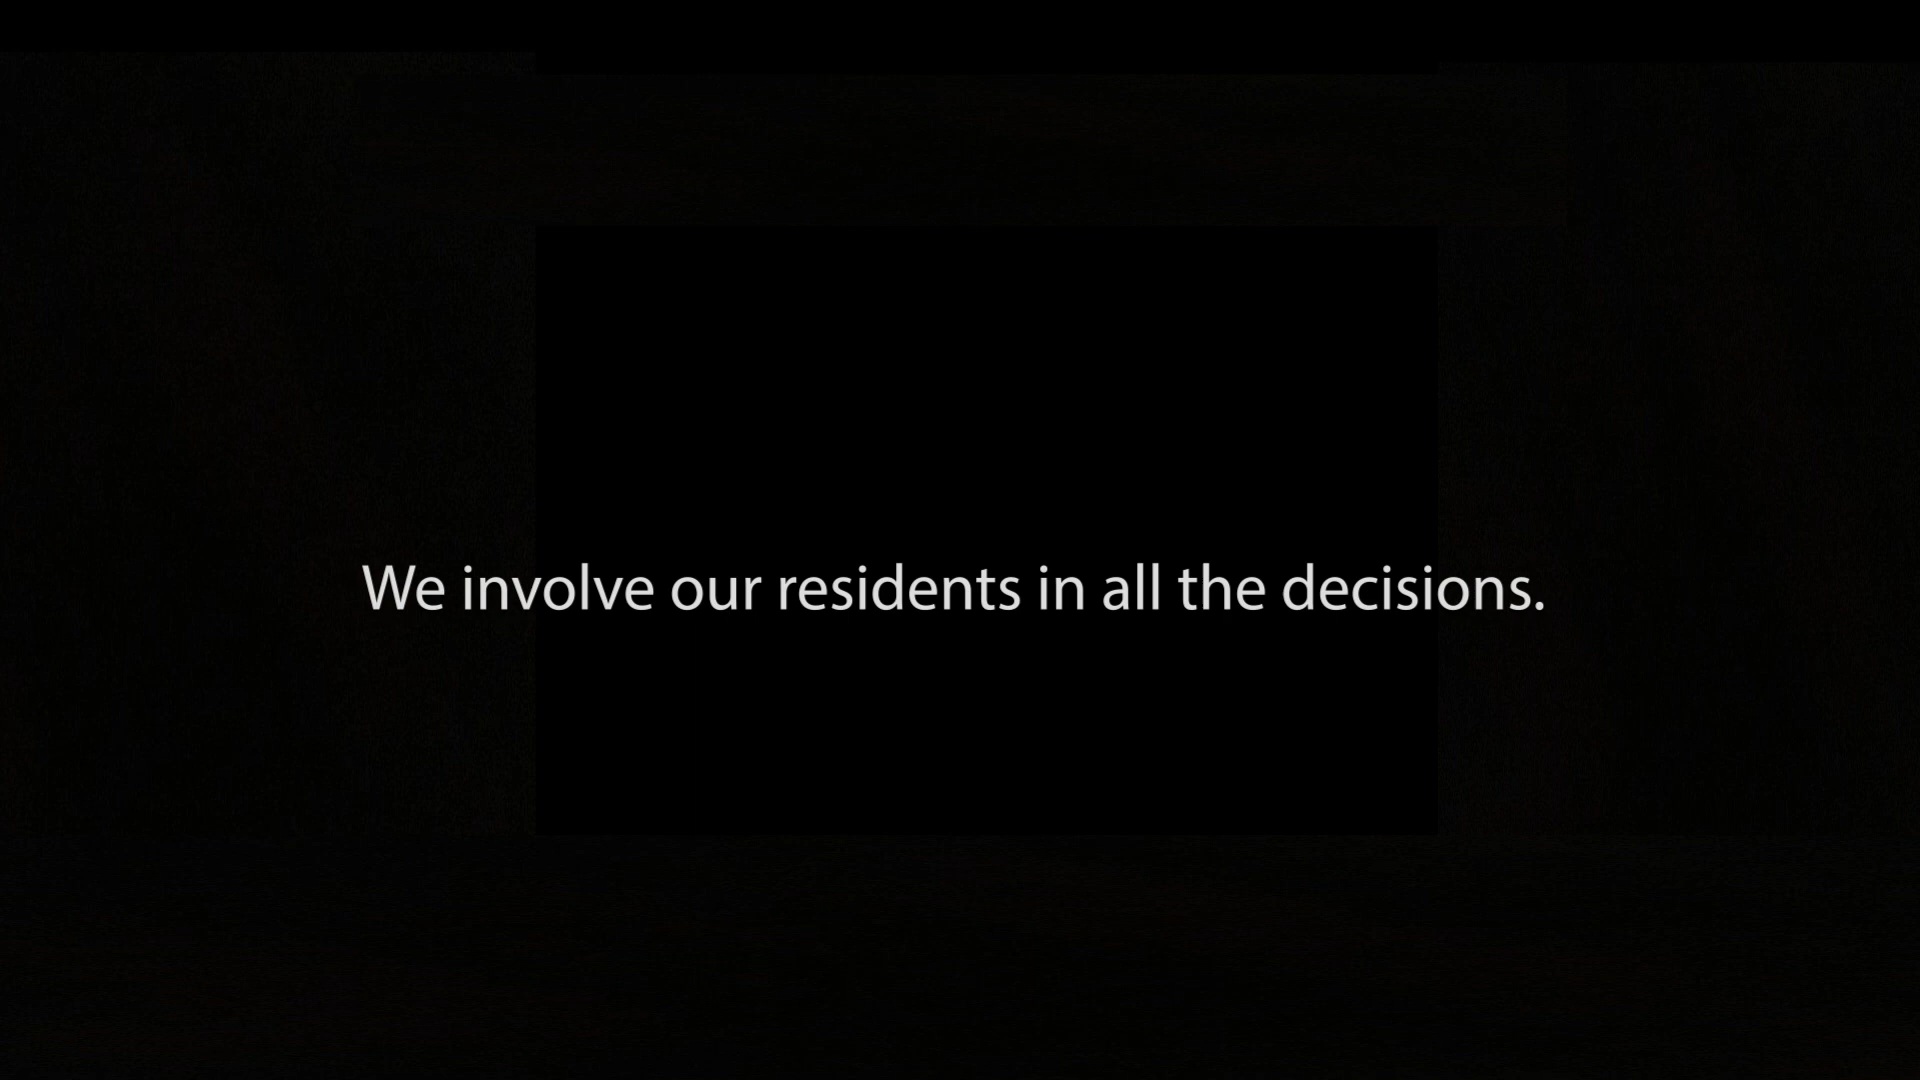 We involve our residents in all the decisions.